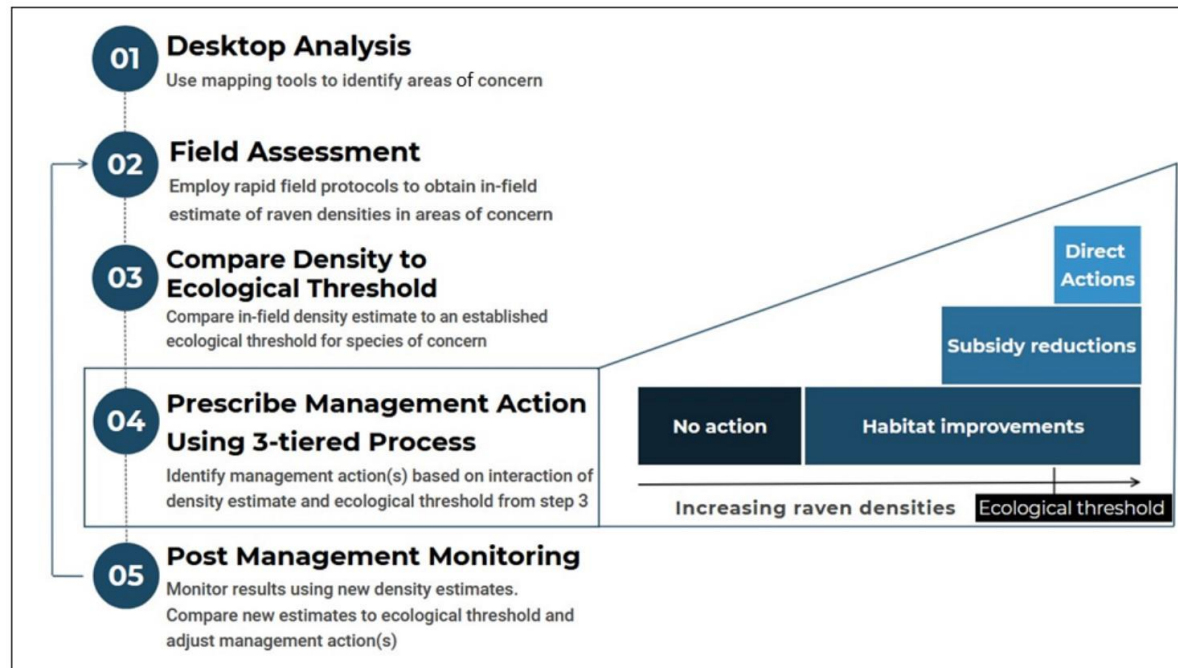 01
Desktop Analysis
Use mapping tools to identify areas of concern
02
Field Assessment
Employ rapid field protocols to obtain in-field
estimate of raven densities in areas of concern
03
Compare Density to
Ecological Threshold
Compare in-field density estimate to an established
ecological threshold for species of concern
04
Prescribe Management Action
Using 3-tiered Process
Identify management action(s) based on interaction of
density estimate and ecological threshold from step 3
05
Post Management Monitoring
Monitor results using new density estimates.
Compare new estimates to ecological threshold and
adjust management action(s)
Direct
Actions
Subsidy reductions
No action
Habitat improvements
Increasing raven densities
Ecological threshold